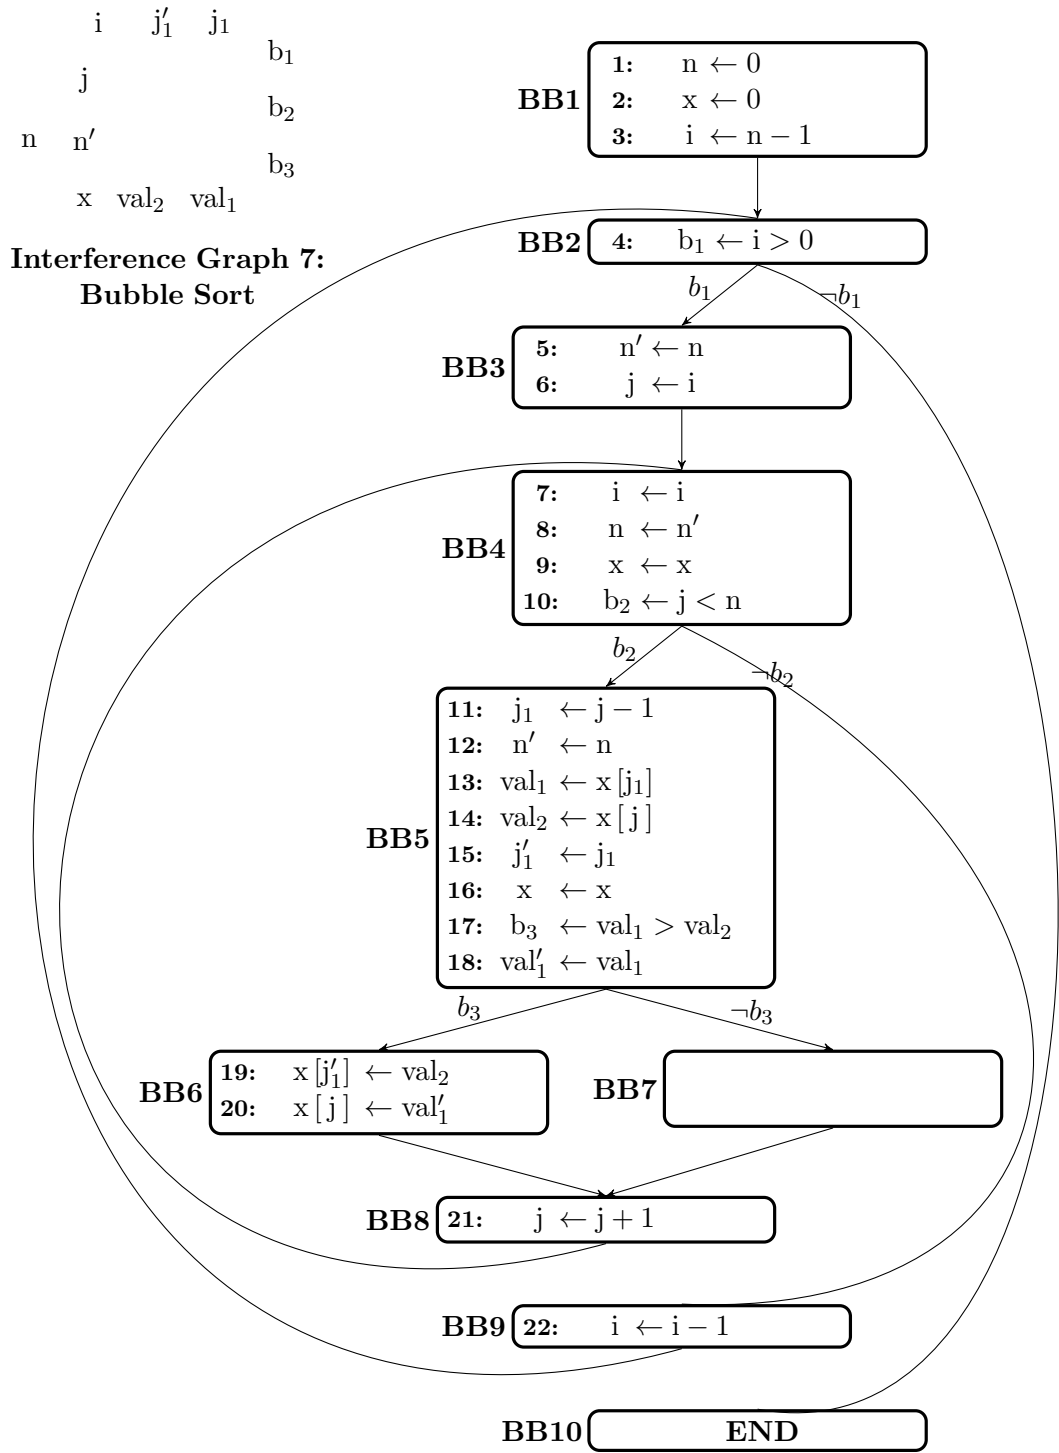 i j′₁ j₁
b₁
j
b₂
n n′
b₃
x val₂ val₁
Interference Graph 7:
Bubble Sort
BB1
1: n ← 0
2: x ← 0
3: i ← n − 1
BB2
4: b₁ ← i > 0
b₁ ¬b₁
BB3
5: n′ ← n
6: j ← i
BB4
7: i ← i
8: n ← n′
9: x ← x
10: b₂ ← j < n
b₂ ¬b₂
BB5
11: j₁ ← j − 1
12: n′ ← n
13: val₁ ← x [j₁]
14: val₂ ← x [ j ]
15: j′₁ ← j₁
16: x ← x
17: b₃ ← val₁ > val₂
18: val′₁ ← val₁
b₃ ¬b₃
BB6
19: x [j′₁] ← val₂
20: x [ j ] ← val′₁
BB7
BB8
21: j ← j + 1
BB9
22: i ← i − 1
BB10
END